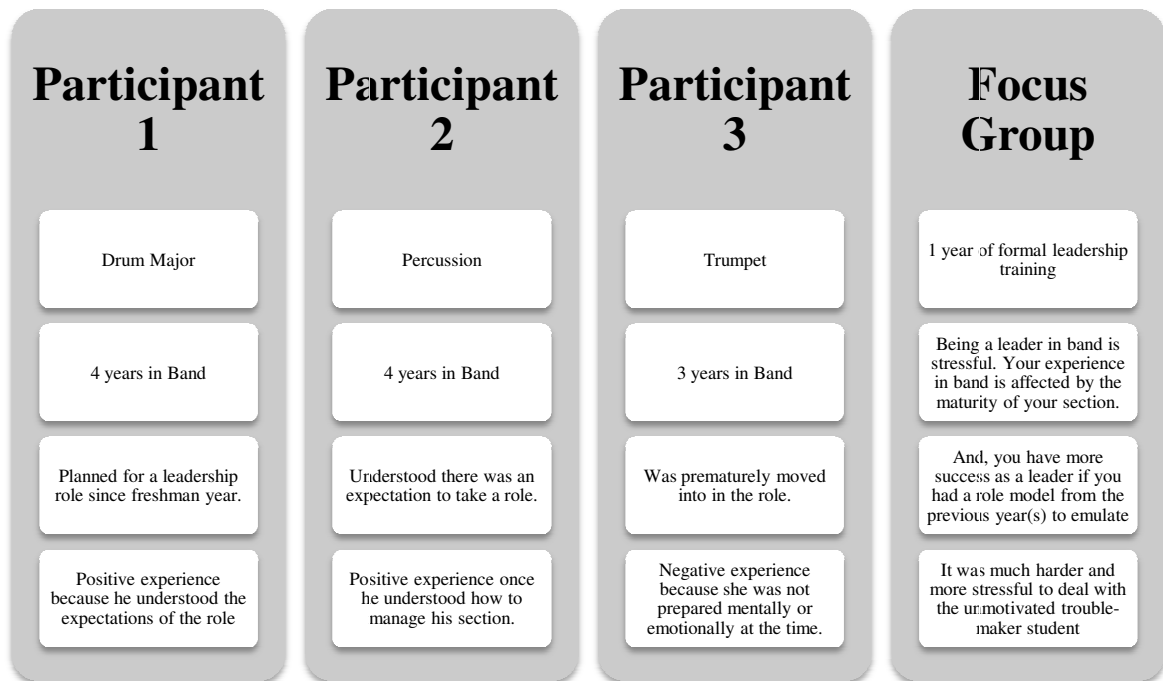 Participant
1
Drum Major
4 years in Band
Planned for a leadership
role since freshman year.
Positive experience
because he understood the
expectations of the role
Participant
2
Percussion
4 years in Band
Understood there was an
expectation to take a role.
Positive experience once
he understood how to
manage his section.
Participant
3
Trumpet
3 years in Band
Was prematurely moved
into in the role.
Negative experience
because she was not
prepared mentally or
emotionally at the time.
Focus
Group
1 year of formal leadership
training
Being a leader in band is
stressful. Your experience
in band is affected by the
maturity of your section.
And, you have more
success as a leader if you
had a role model from the
previous year(s) to emulate
It was much harder and
more stressful to deal with
the unmotivated trouble-
maker student